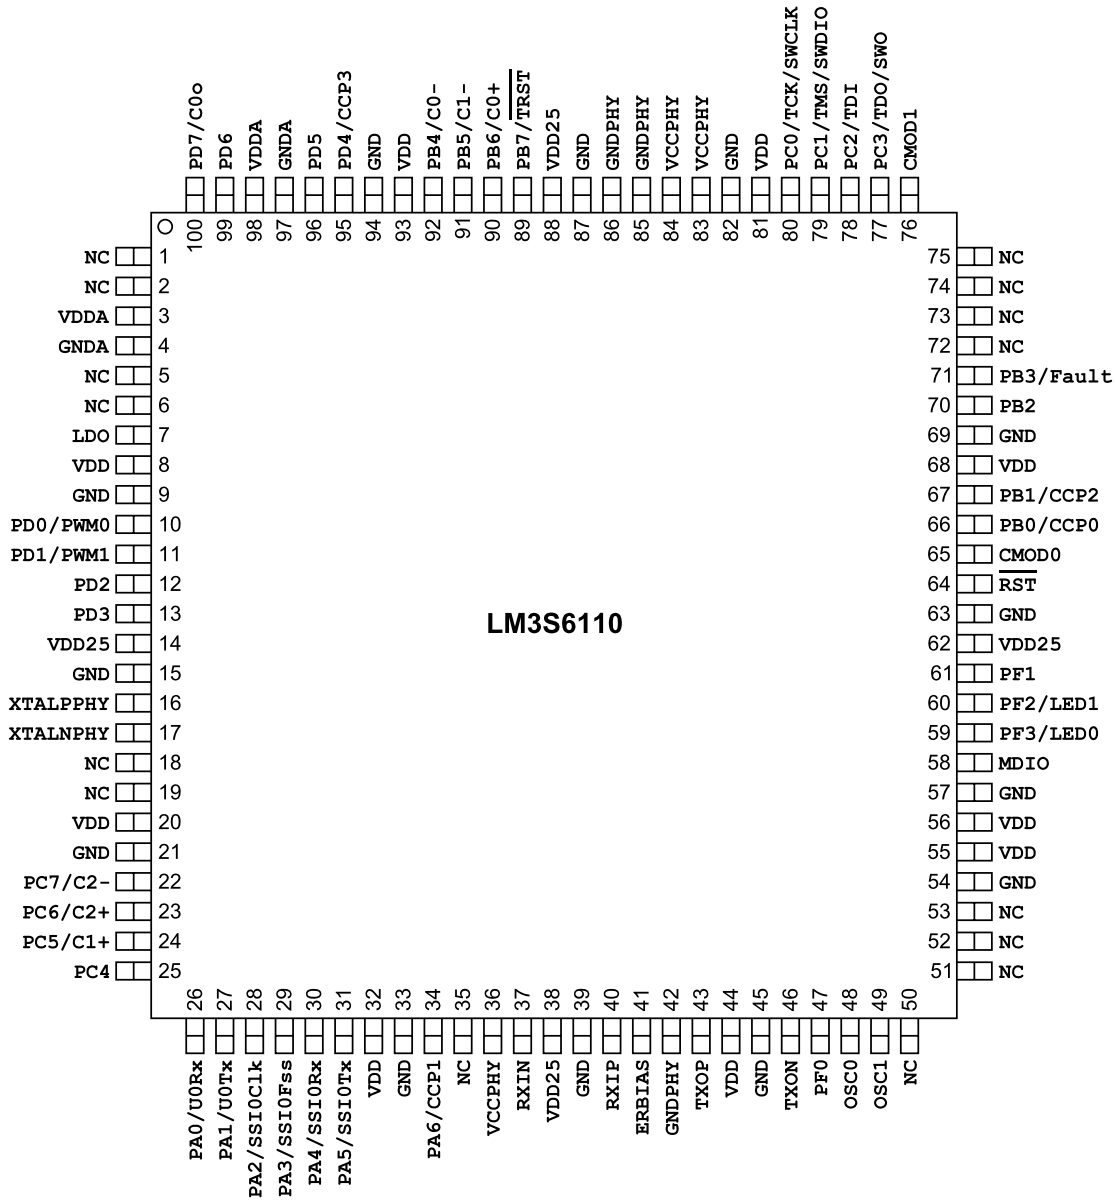 PD7/C0o
PD6
VDDA
GNDA
PD5
PD4/CCP3
GND
VDD
PB4/C0-
PB5/C1-
PB6/C0+
PB7/TRST
VDD25
GND
GNDPHY
GNDPHY
VCCPHY
VCCPHY
GND
VDD
PC0/TCK/SWCLK
PC1/TMS/SWDIO
PC2/TDI
PC3/TDO/SWO
CMOD1
100
99
98
97
96
95
94
93
92
91
90
89
88
87
86
85
84
83
82
81
80
79
78
77
76
NC 1
NC 2
VDDA 3
GNDA 4
NC 5
NC 6
LDO 7
VDD 8
GND 9
PD0/PWM0 10
PD1/PWM1 11
PD2 12
PD3 13
VDD25 14
GND 15
XTALPPHY 16
XTALNPHY 17
NC 18
NC 19
VDD 20
GND 21
PC7/C2- 22
PC6/C2+ 23
PC5/C1+ 24
PC4 25
LM3S6110
75 NC
74 NC
73 NC
72 NC
71 PB3/Fault
70 PB2
69 GND
68 VDD
67 PB1/CCP2
66 PB0/CCP0
65 CMOD0
64 RST
63 GND
62 VDD25
61 PF1
60 PF2/LED1
59 PF3/LED0
58 MDIO
57 GND
56 VDD
55 VDD
54 GND
53 NC
52 NC
51 NC
26
27
28
29
30
31
32
33
34
35
36
37
38
39
40
41
42
43
44
45
46
47
48
49
50
PA0/U0Rx
PA1/U0Tx
PA2/SSI0Clk
PA3/SSI0Fss
PA4/SSI0Rx
PA5/SSI0Tx
VDD
GND
PA6/CCP1
NC
VCCPHY
RXIN
VDD25
GND
RXIP
ERBIAS
GNDPHY
TXOP
VDD
GND
TXON
PF0
OSC0
OSC1
NC